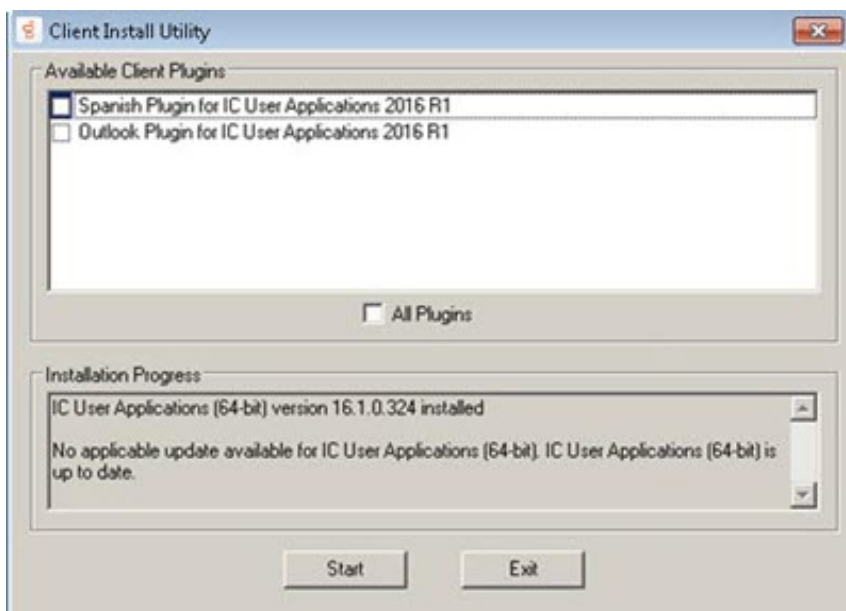 Client Install Utility
Available Client Plugins
Spanish Plugin for IC User Applications 2016 R1
Outlook Plugin for IC User Applications 2016 R1
All Plugins
Installation Progress
IC User Applications (64-bit) version 16.1.0.324 installed
No applicable update available for IC User Applications (64-bit). IC User Applications (64-bit) is
up to date.
Start
Exit